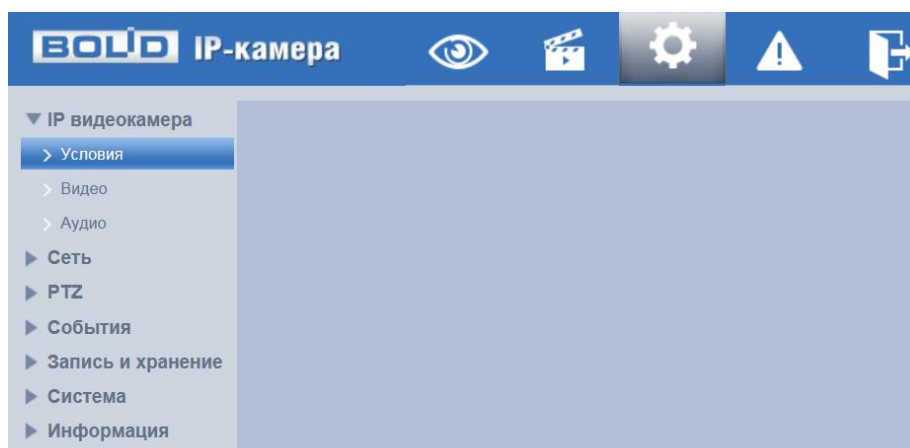 BOLID IP-камера
IP видеокамера
Условия
Видео
Аудио
Сеть
PTZ
События
Запись и хранение
Система
Информация